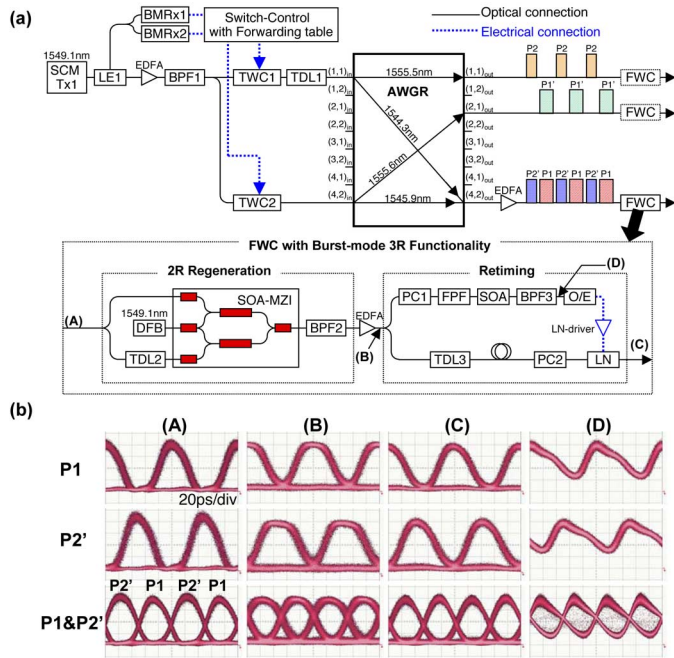 (a)
BMRx1
BMRx2
Switch-Control
with Forwarding table
Optical connection
Electrical connection
1549.1nm
SCM
Tx1
LE1
EDFA
BPF1
TWC1
TDL1
TWC2
(1,1)in
(1,2)in
(2,1)in
(2,2)in
(3,1)in
(3,2)in
(4,1)in
(4,2)in
AWGR
1555.5nm
1544.3nm
1555.6nm
1545.9nm
(1,1)out
(1,2)out
(2,1)out
(2,2)out
(3,1)out
(3,2)out
(4,1)out
(4,2)out
P2 P2 P2
FWC
P1' P1' P1'
FWC
EDFA
P2' P1 P2' P1 P2' P1
FWC
FWC with Burst-mode 3R Functionality
2R Regeneration
Retiming
(D)
(A)
1549.1nm
DFB
TDL2
SOA-MZI
BPF2
EDFA
(B)
PC1
FPF
SOA
BPF3
O/E
LN-driver
TDL3
PC2
LN
(C)
(b)
(A) (B) (C) (D)
P1
20ps/div
P2'
P2' P1 P2' P1
P1&P2'